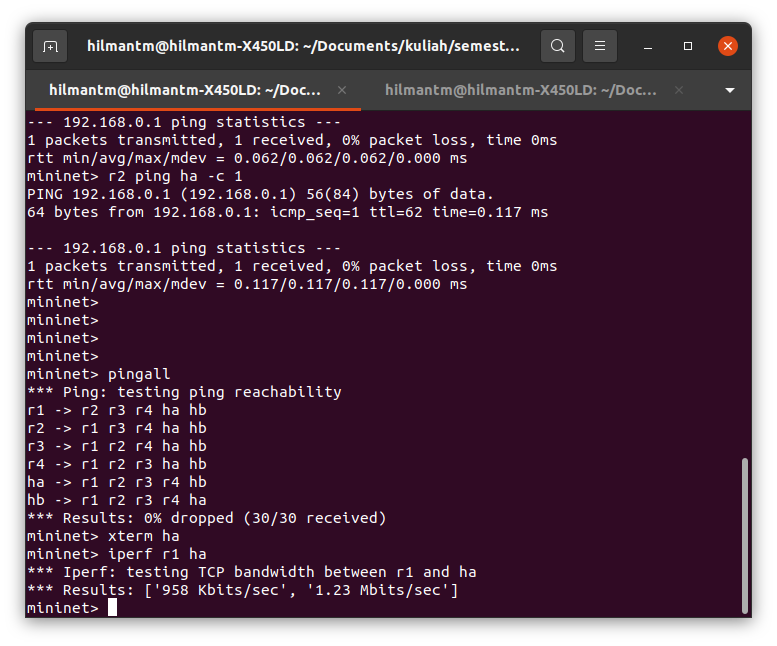 hilmantm@hilmantm-X450LD: ~/Documents/kuliah/semest...
hilmantm@hilmantm-X450LD: ~/Doc...
hilmantm@hilmantm-X450LD: ~/Doc...
--- 192.168.0.1 ping statistics ---
1 packets transmitted, 1 received, 0% packet loss, time 0ms
rtt min/avg/max/mdev = 0.062/0.062/0.062/0.000 ms
mininet> r2 ping ha -c 1
PING 192.168.0.1 (192.168.0.1) 56(84) bytes of data.
64 bytes from 192.168.0.1: icmp_seq=1 ttl=62 time=0.117 ms
--- 192.168.0.1 ping statistics ---
1 packets transmitted, 1 received, 0% packet loss, time 0ms
rtt min/avg/max/mdev = 0.117/0.117/0.117/0.000 ms
mininet>
mininet>
mininet>
mininet>
mininet> pingall
*** Ping: testing ping reachability
r1 -> r2 r3 r4 ha hb
r2 -> r1 r3 r4 ha hb
r3 -> r1 r2 r4 ha hb
r4 -> r1 r2 r3 ha hb
ha -> r1 r2 r3 r4 hb
hb -> r1 r2 r3 r4 ha
*** Results: 0% dropped (30/30 received)
mininet> xterm ha
mininet> iperf r1 ha
*** Iperf: testing TCP bandwidth between r1 and ha
*** Results: ['958 Kbits/sec', '1.23 Mbits/sec']
mininet>